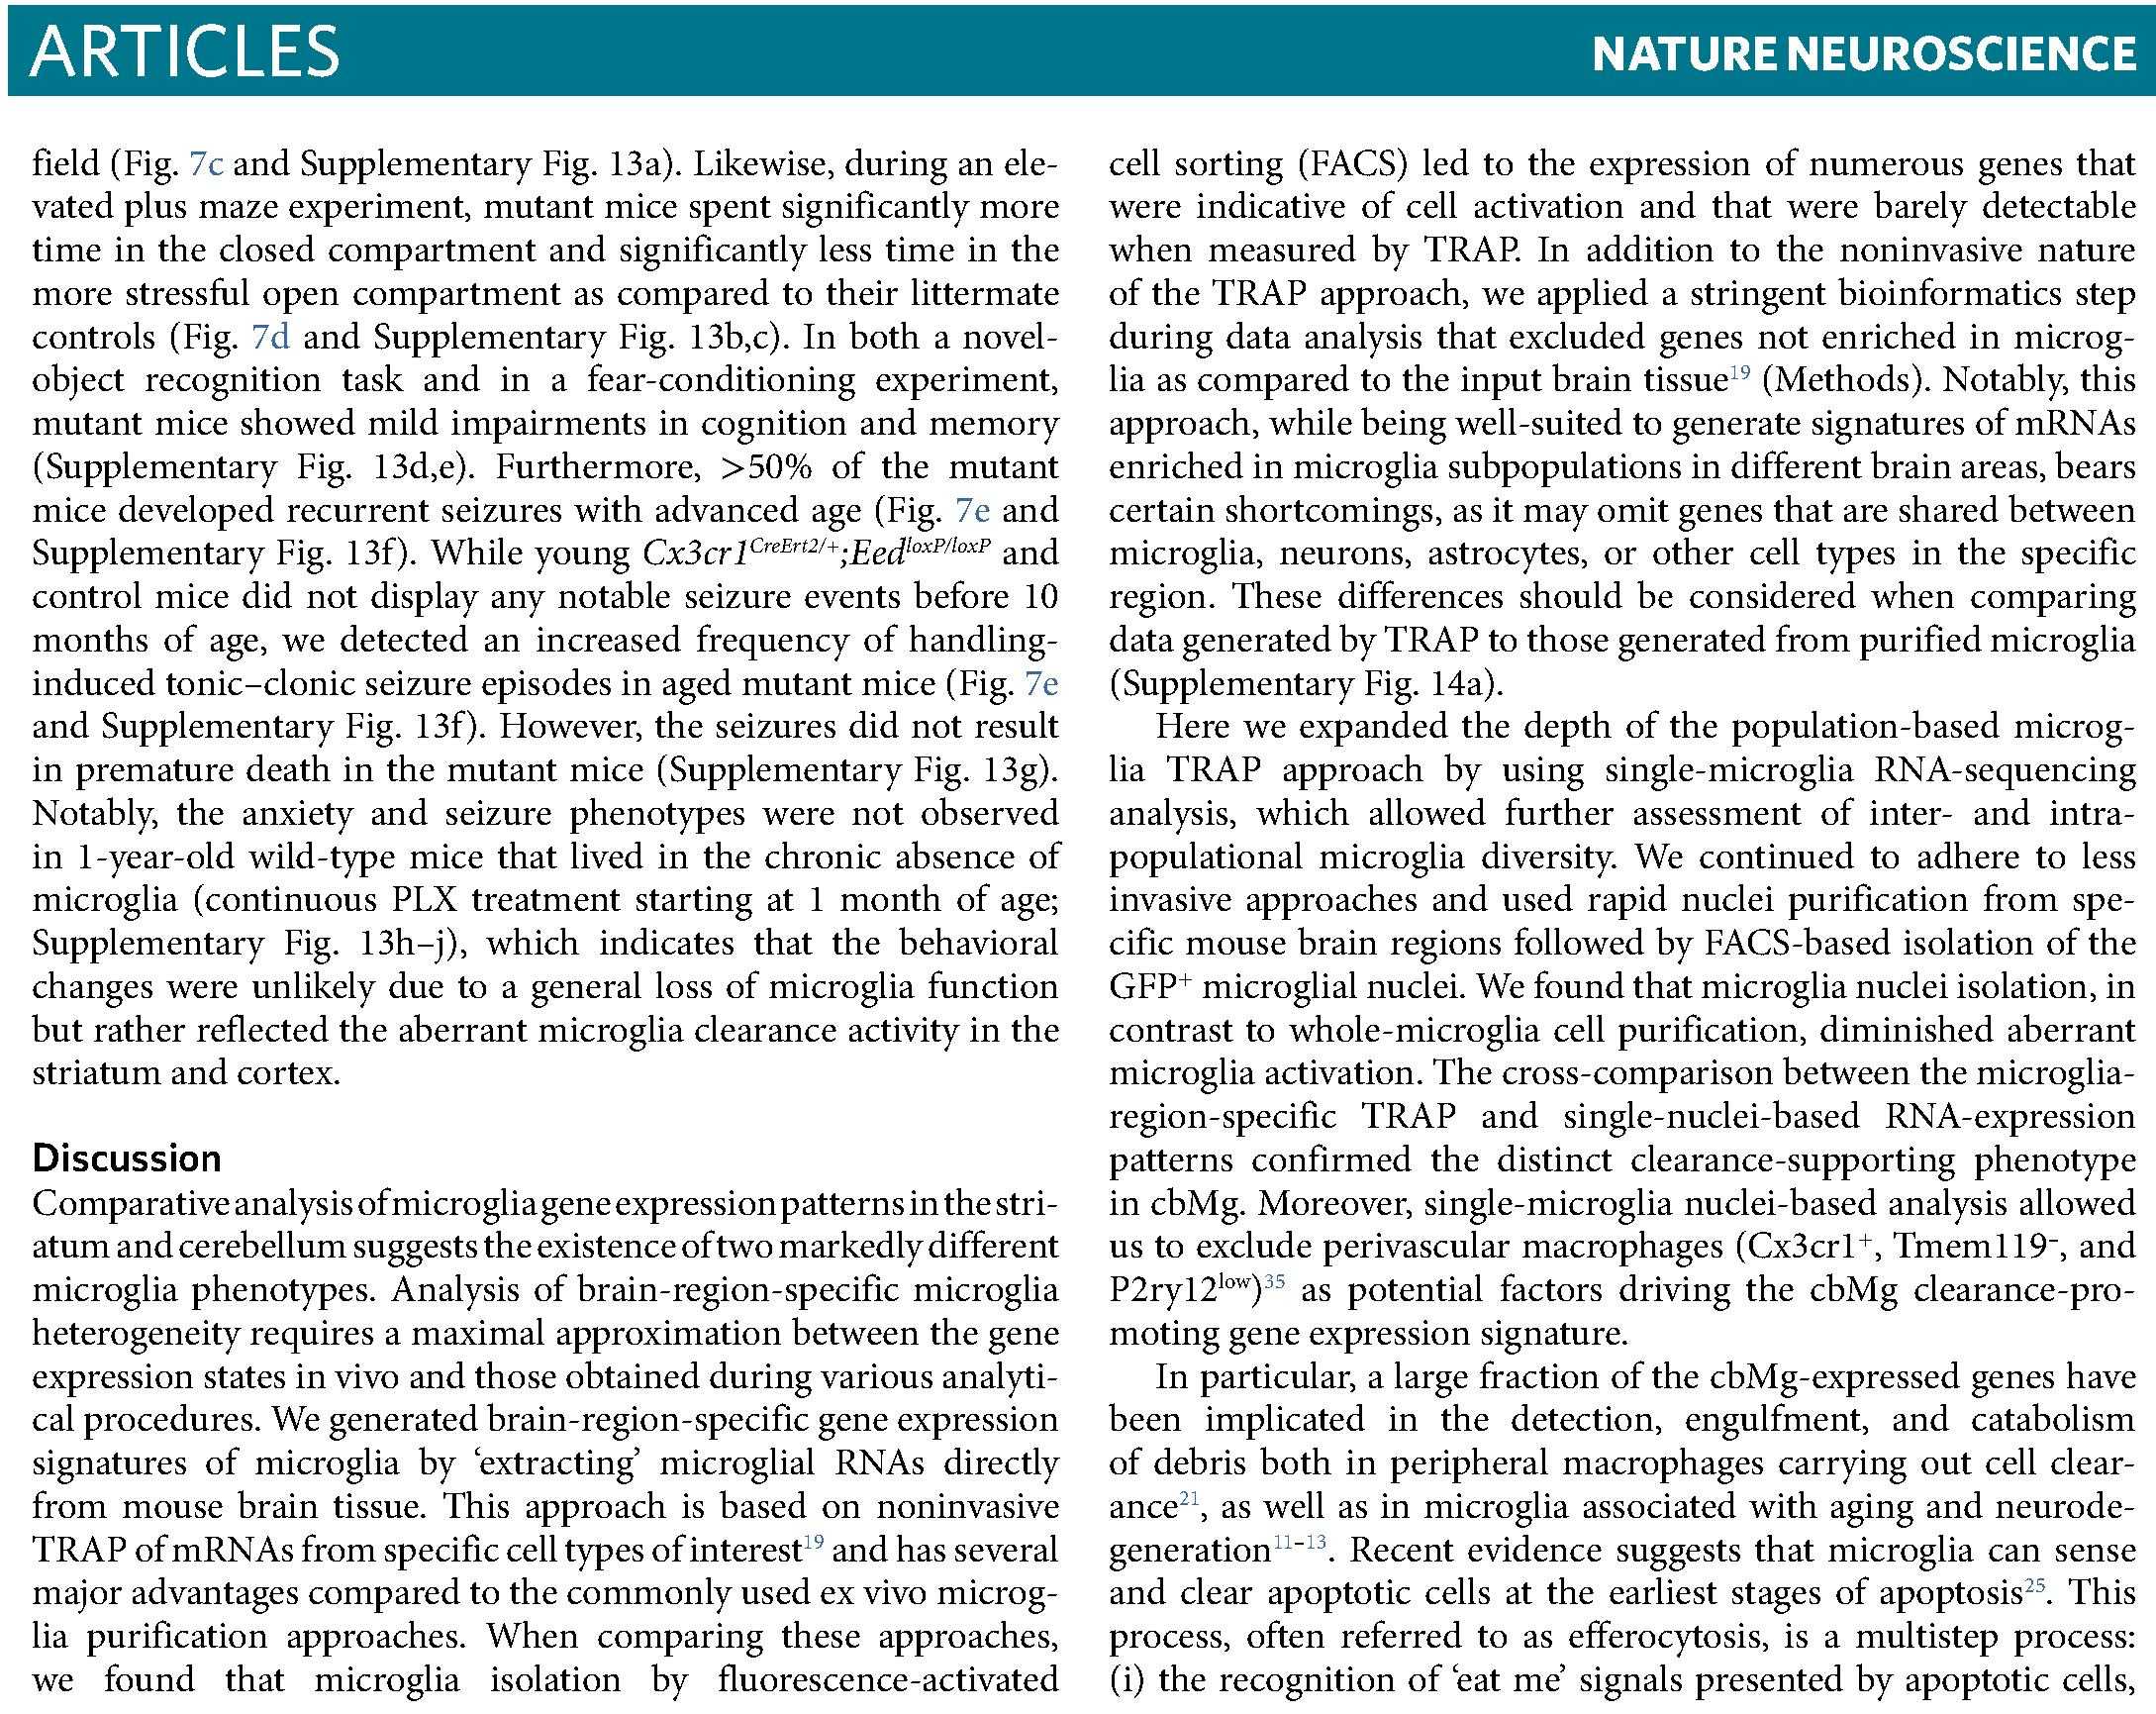 ARTICLES
NATURE NEUROSCIENCE
field (Fig. 7c and Supplementary Fig. 13a). Likewise, during an ele-
vated plus maze experiment, mutant mice spent significantly more
time in the closed compartment and significantly less time in the
more stressful open compartment as compared to their littermate
controls (Fig. 7d and Supplementary Fig. 13b,c). In both a novel-
object recognition task and in a fear-conditioning experiment,
mutant mice showed mild impairments in cognition and memory
(Supplementary Fig. 13d,e). Furthermore, >50% of the mutant
mice developed recurrent seizures with advanced age (Fig. 7e and
Supplementary Fig. 13f). While young Cx3cr1CreErt2/+;EedloxP/loxP and
control mice did not display any notable seizure events before 10
months of age, we detected an increased frequency of handling-
induced tonic–clonic seizure episodes in aged mutant mice (Fig. 7e
and Supplementary Fig. 13f). However, the seizures did not result
in premature death in the mutant mice (Supplementary Fig. 13g).
Notably, the anxiety and seizure phenotypes were not observed
in 1-year-old wild-type mice that lived in the chronic absence of
microglia (continuous PLX treatment starting at 1 month of age;
Supplementary Fig. 13h–j), which indicates that the behavioral
changes were unlikely due to a general loss of microglia function
but rather reflected the aberrant microglia clearance activity in the
striatum and cortex.
Discussion
Comparative analysis of microglia gene expression patterns in the stri-
atum and cerebellum suggests the existence of two markedly different
microglia phenotypes. Analysis of brain-region-specific microglia
heterogeneity requires a maximal approximation between the gene
expression states in vivo and those obtained during various analyti-
cal procedures. We generated brain-region-specific gene expression
signatures of microglia by ‘extracting’ microglial RNAs directly
from mouse brain tissue. This approach is based on noninvasive
TRAP of mRNAs from specific cell types of interest19 and has several
major advantages compared to the commonly used ex vivo microg-
lia purification approaches. When comparing these approaches,
we found that microglia isolation by fluorescence-activated
cell sorting (FACS) led to the expression of numerous genes that
were indicative of cell activation and that were barely detectable
when measured by TRAP. In addition to the noninvasive nature
of the TRAP approach, we applied a stringent bioinformatics step
during data analysis that excluded genes not enriched in microg-
lia as compared to the input brain tissue19 (Methods). Notably, this
approach, while being well-suited to generate signatures of mRNAs
enriched in microglia subpopulations in different brain areas, bears
certain shortcomings, as it may omit genes that are shared between
microglia, neurons, astrocytes, or other cell types in the specific
region. These differences should be considered when comparing
data generated by TRAP to those generated from purified microglia
(Supplementary Fig. 14a).
Here we expanded the depth of the population-based microg-
lia TRAP approach by using single-microglia RNA-sequencing
analysis, which allowed further assessment of inter- and intra-
populational microglia diversity. We continued to adhere to less
invasive approaches and used rapid nuclei purification from spe-
cific mouse brain regions followed by FACS-based isolation of the
GFP+ microglial nuclei. We found that microglia nuclei isolation, in
contrast to whole-microglia cell purification, diminished aberrant
microglia activation. The cross-comparison between the microglia-
region-specific TRAP and single-nuclei-based RNA-expression
patterns confirmed the distinct clearance-supporting phenotype
in cbMg. Moreover, single-microglia nuclei-based analysis allowed
us to exclude perivascular macrophages (Cx3cr1+, Tmem119-, and
P2ry12low)35 as potential factors driving the cbMg clearance-pro-
moting gene expression signature.
In particular, a large fraction of the cbMg-expressed genes have
been implicated in the detection, engulfment, and catabolism
of debris both in peripheral macrophages carrying out cell clear-
ance21, as well as in microglia associated with aging and neurode-
generation11–13. Recent evidence suggests that microglia can sense
and clear apoptotic cells at the earliest stages of apoptosis25. This
process, often referred to as efferocytosis, is a multistep process:
(i) the recognition of ‘eat me’ signals presented by apoptotic cells,